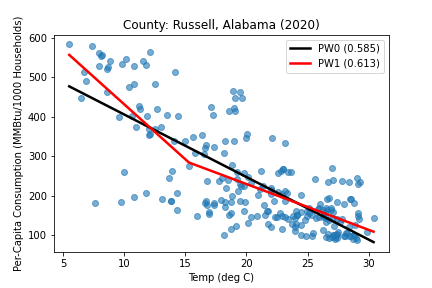 County: Russell, Alabama (2020)
PW0 (0.585)
PW1 (0.613)
Per-Capita Consumption (MMBtu/1000 Households)
600
500
400
300
200
100
5
10
15
20
25
30
Temp (deg C)